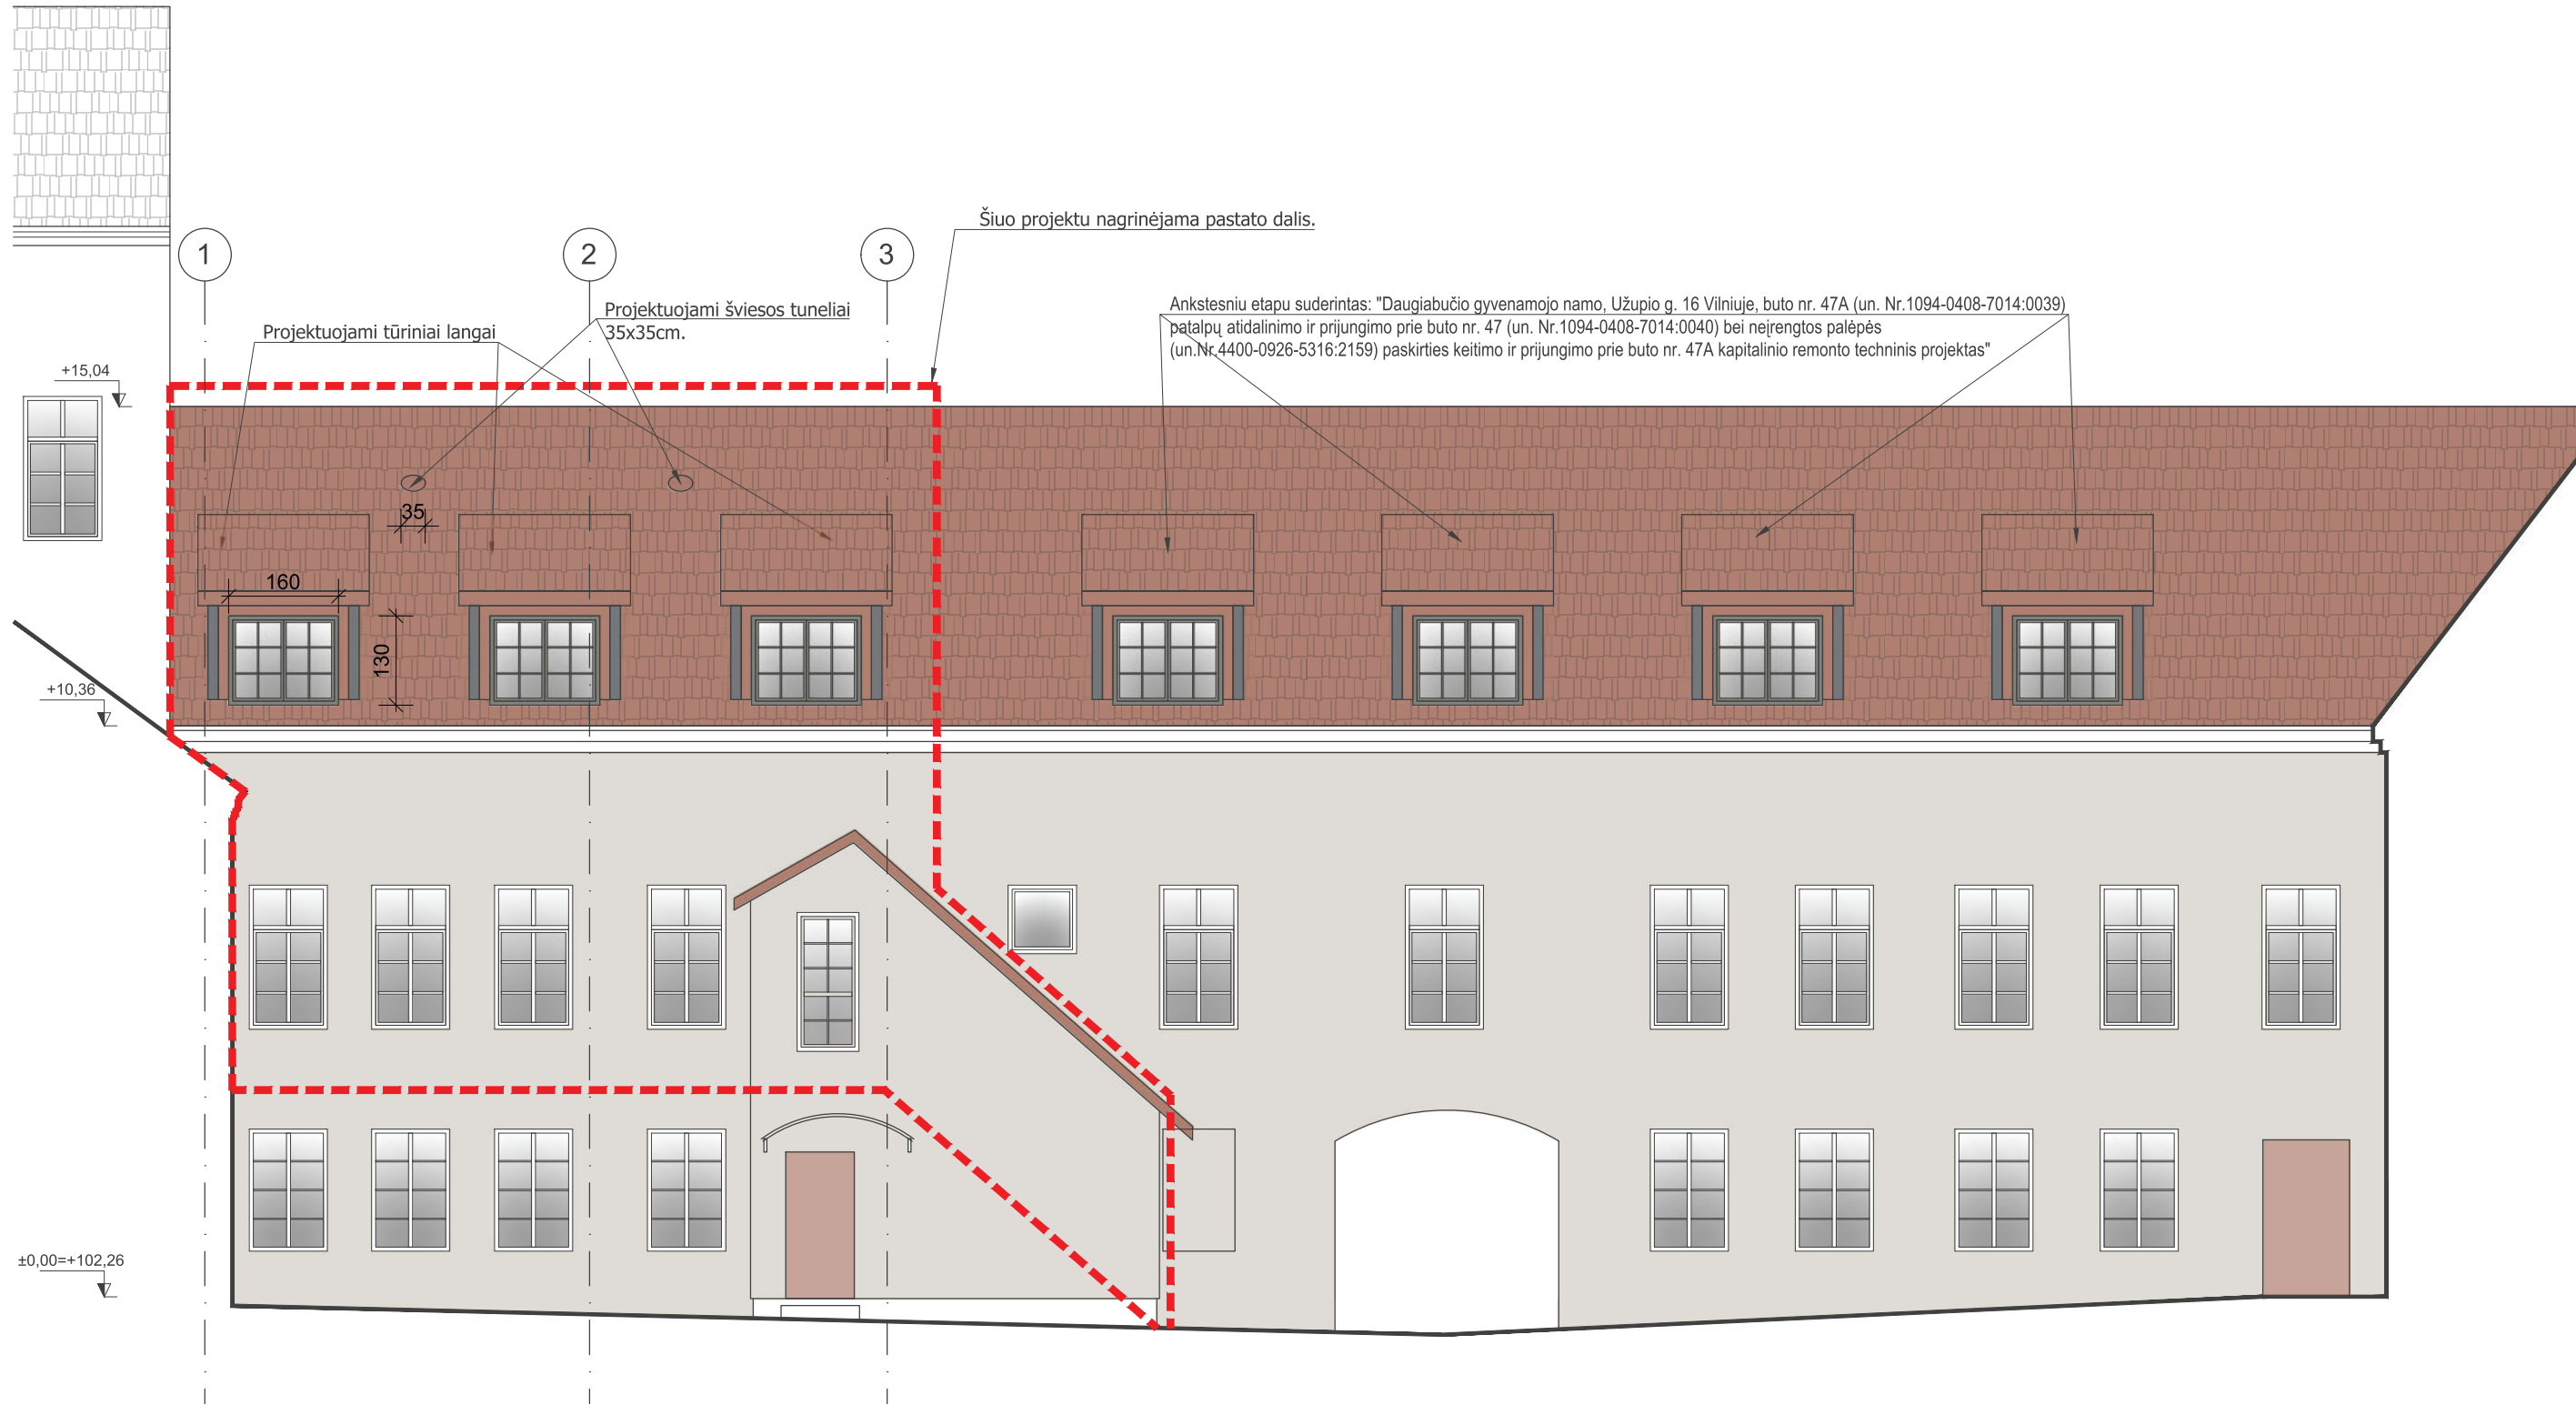 Šiuo projektu nagrinėjama pastato dalis.
1
2
3
Ankstesniu etapu suderintas: "Daugiabučio gyvenamojo namo, Užupio g. 16 Vilniuje, buto nr. 47A (un. Nr.1094-0408-7014:0039)
patalpų atidalinimo ir prijungimo prie buto nr. 47 (un. Nr.1094-0408-7014:0040) bei neįrengtos palėpės
(un.Nr.4400-0926-5316:2159) paskirties keitimo ir prijungimo prie buto nr. 47A kapitalinio remonto techninis projektas"
Projektuojami šviesos tuneliai
35x35cm.
Projektuojami tūriniai langai
+15,04
35
160
130
+10,36
±0,00=+102,26